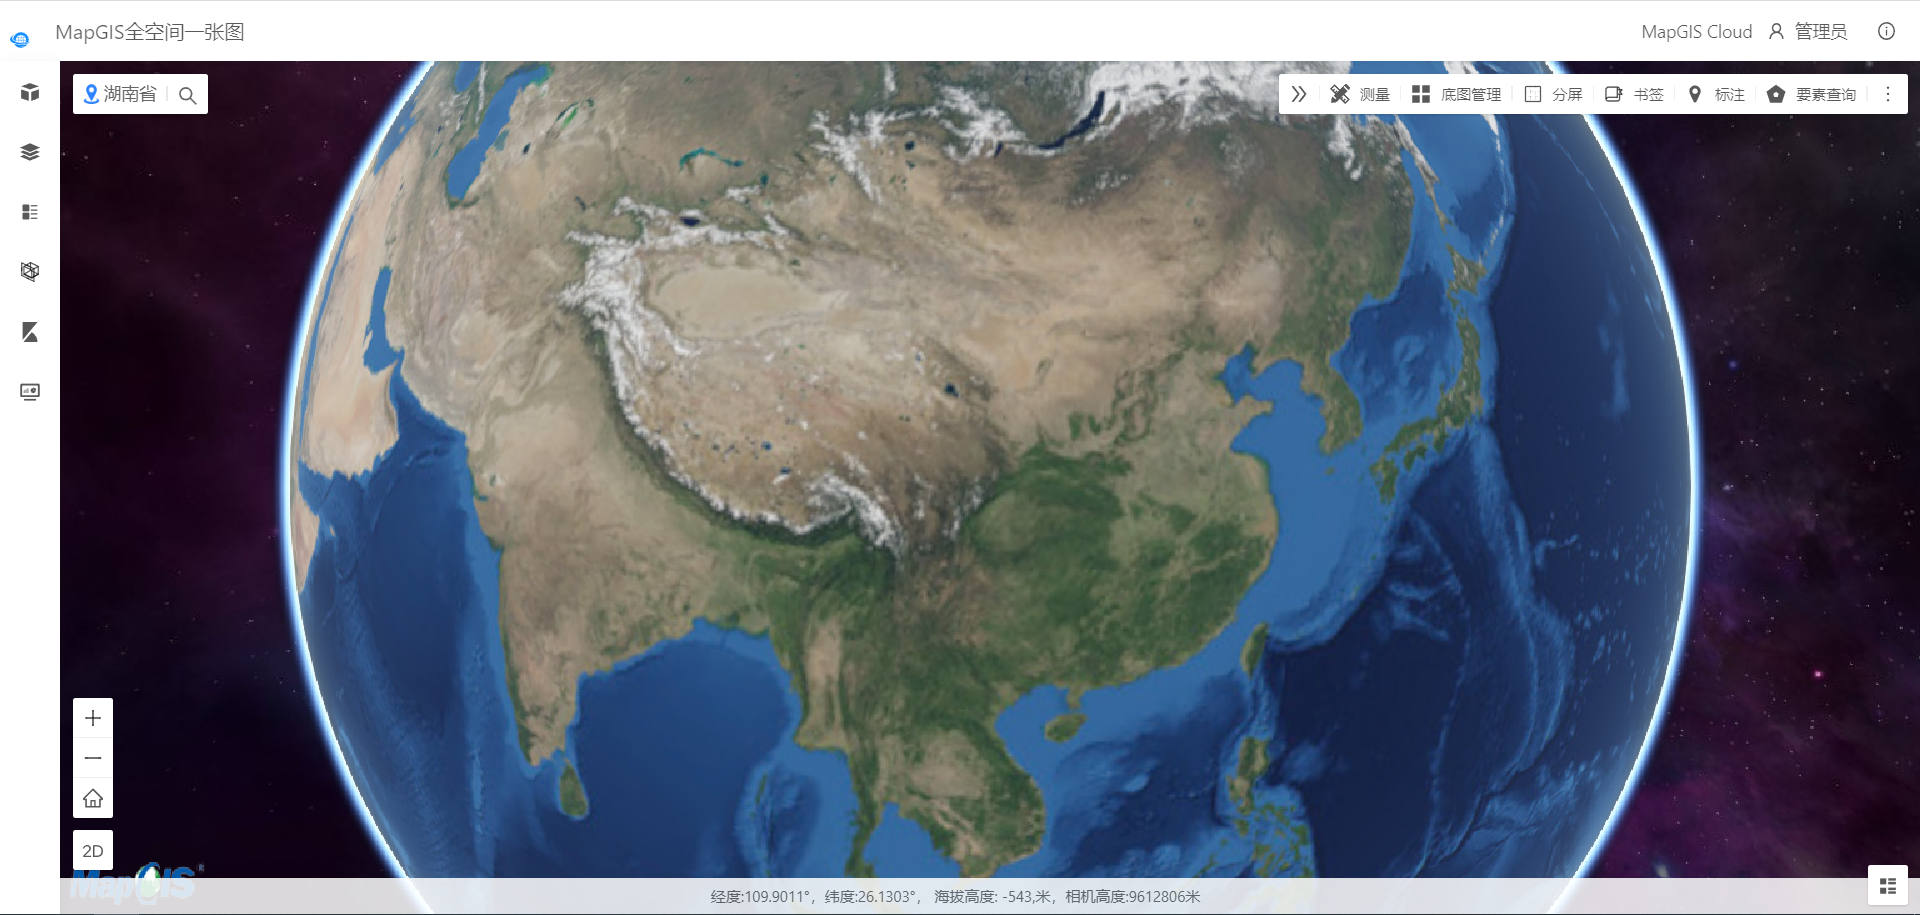 MapGIS全空间一张图
MapGIS Cloud 管理员
湖南省
测量 底图管理 分屏 书签 标注 要素查询
2D
MapGIS
经度:109.9011°，纬度:26.1303°， 海拔高度: -543,米，相机高度:9612806米